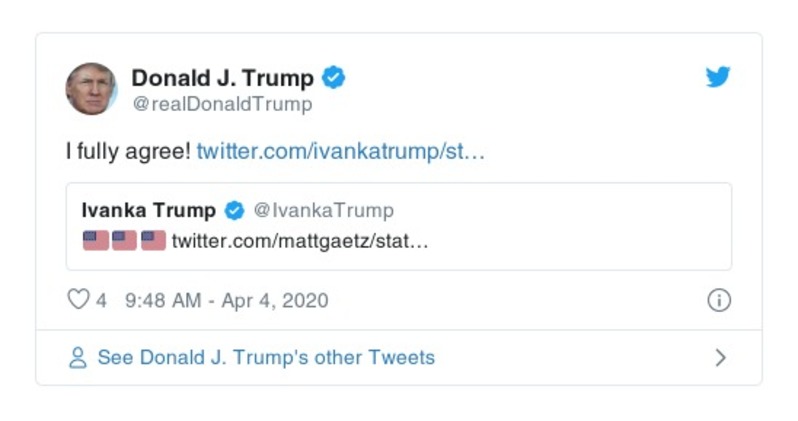 Donald J. Trump
@realDonaldTrump
I fully agree! twitter.com/ivankatrump/st…
Ivanka Trump @IvankaTrump
🇺🇸🇺🇸🇺🇸 twitter.com/mattgaetz/stat…
4 9:48 AM - Apr 4, 2020
See Donald J. Trump's other Tweets